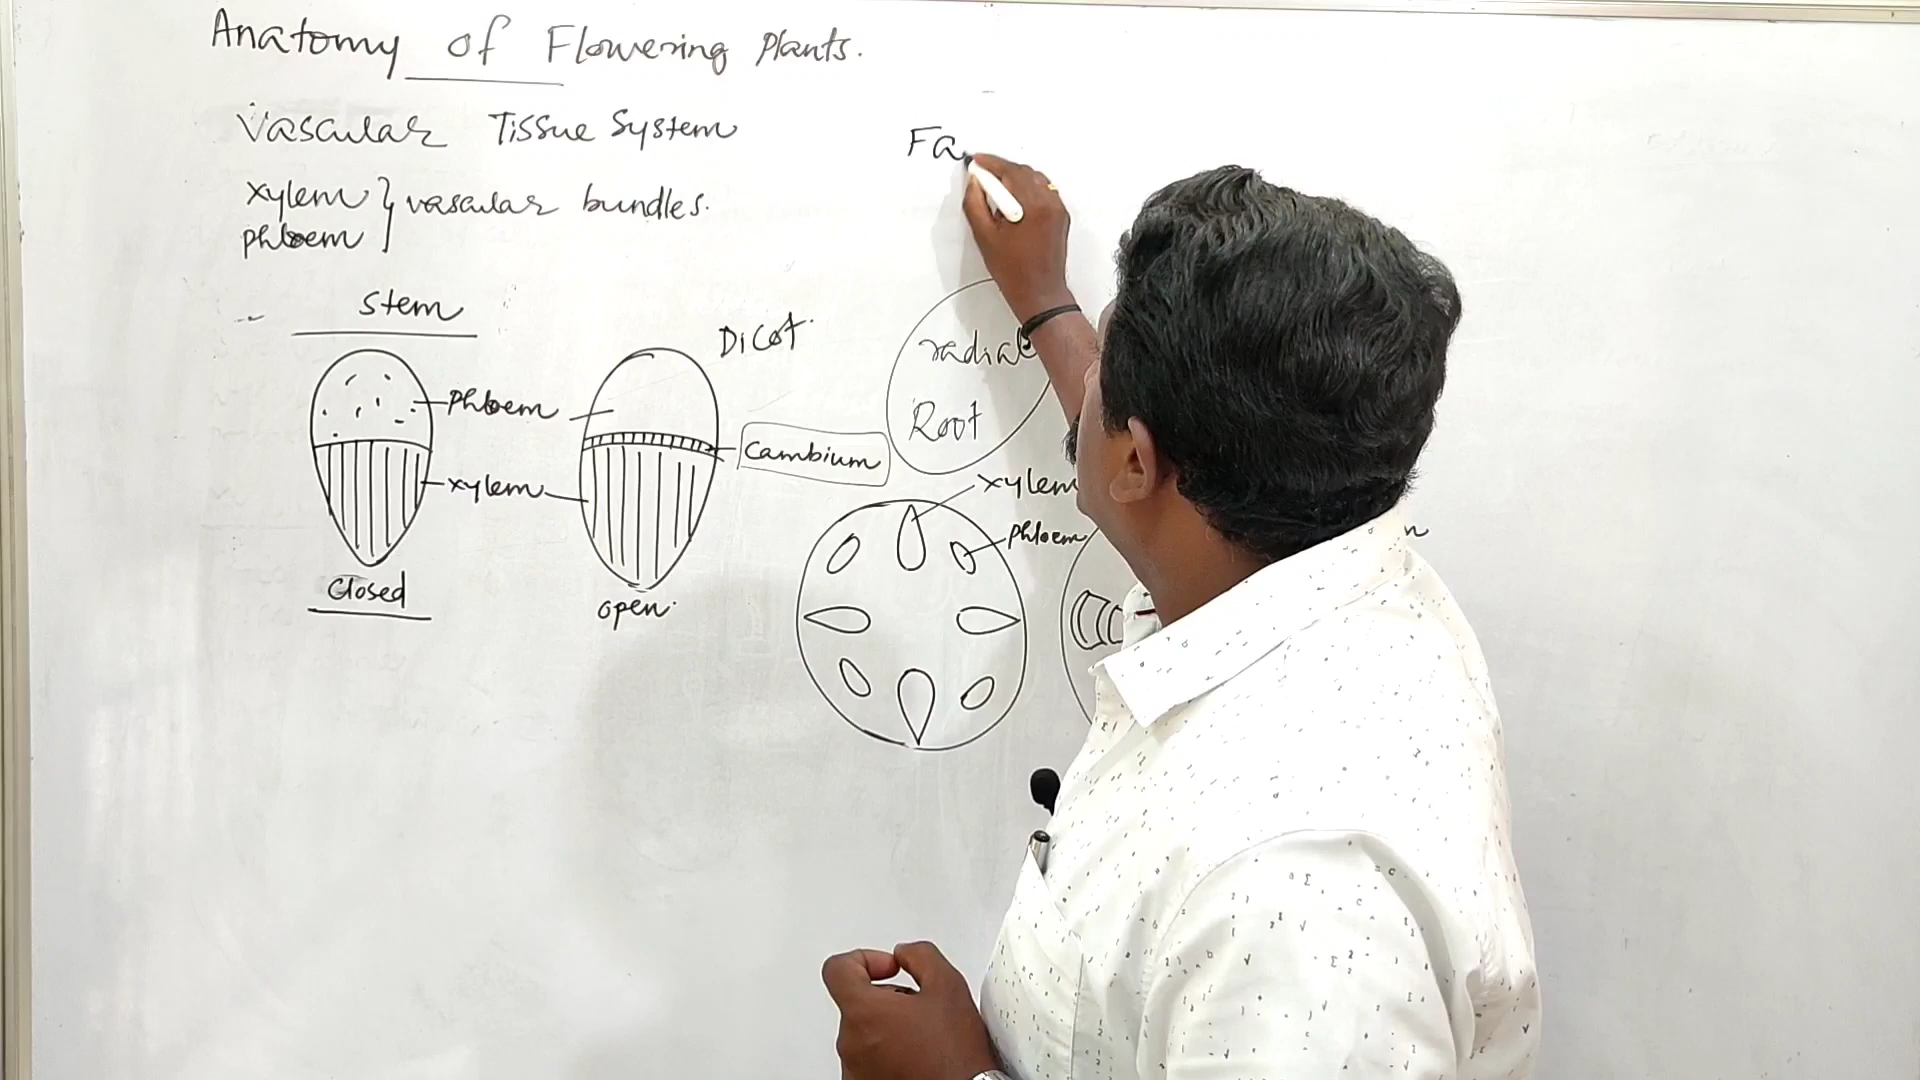 Anatomy of Flowering Plants.
Vascular Tissue System
Xylem } vascular bundles.
Phloem
Fa
Stem
Dicot
radial
Root
Phloem
Cambium
xylem
xylem
Phloem
Closed
open